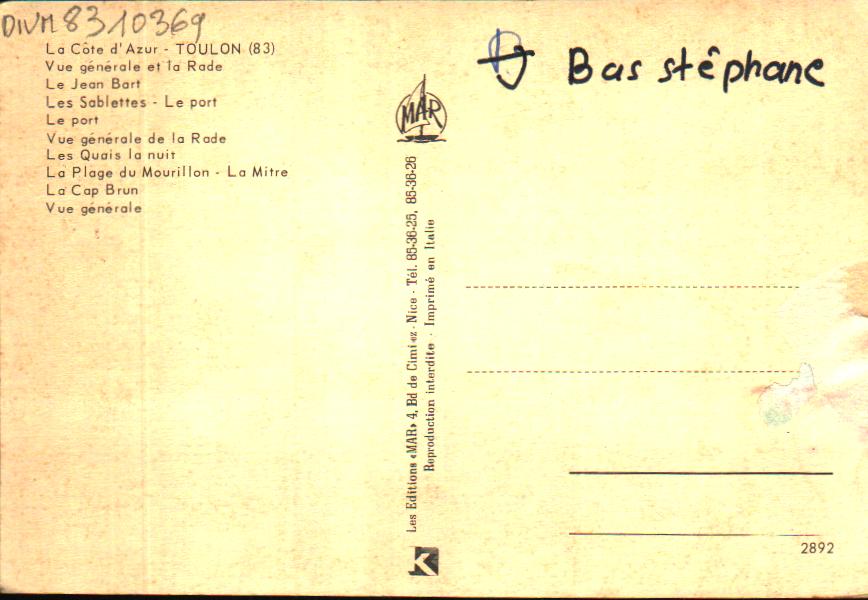 DIVM 8310369
La Côte d'Azur - TOULON (83)
Vue générale et la Rade
Le Jean Bart
Les Sablettes - Le port
Le port
Vue générale de la Rade
Les Quais la nuit
La Plage du Mourillon - La Mitre
La Cap Brun
Vue générale
MAR
Les Editions «MAR» 4, Bd de Cimiez - Nice - Tél. 85-36-25, 85-36-26
Reproduction interdite - Imprimé en Italie
K
Bas stêphane
2892